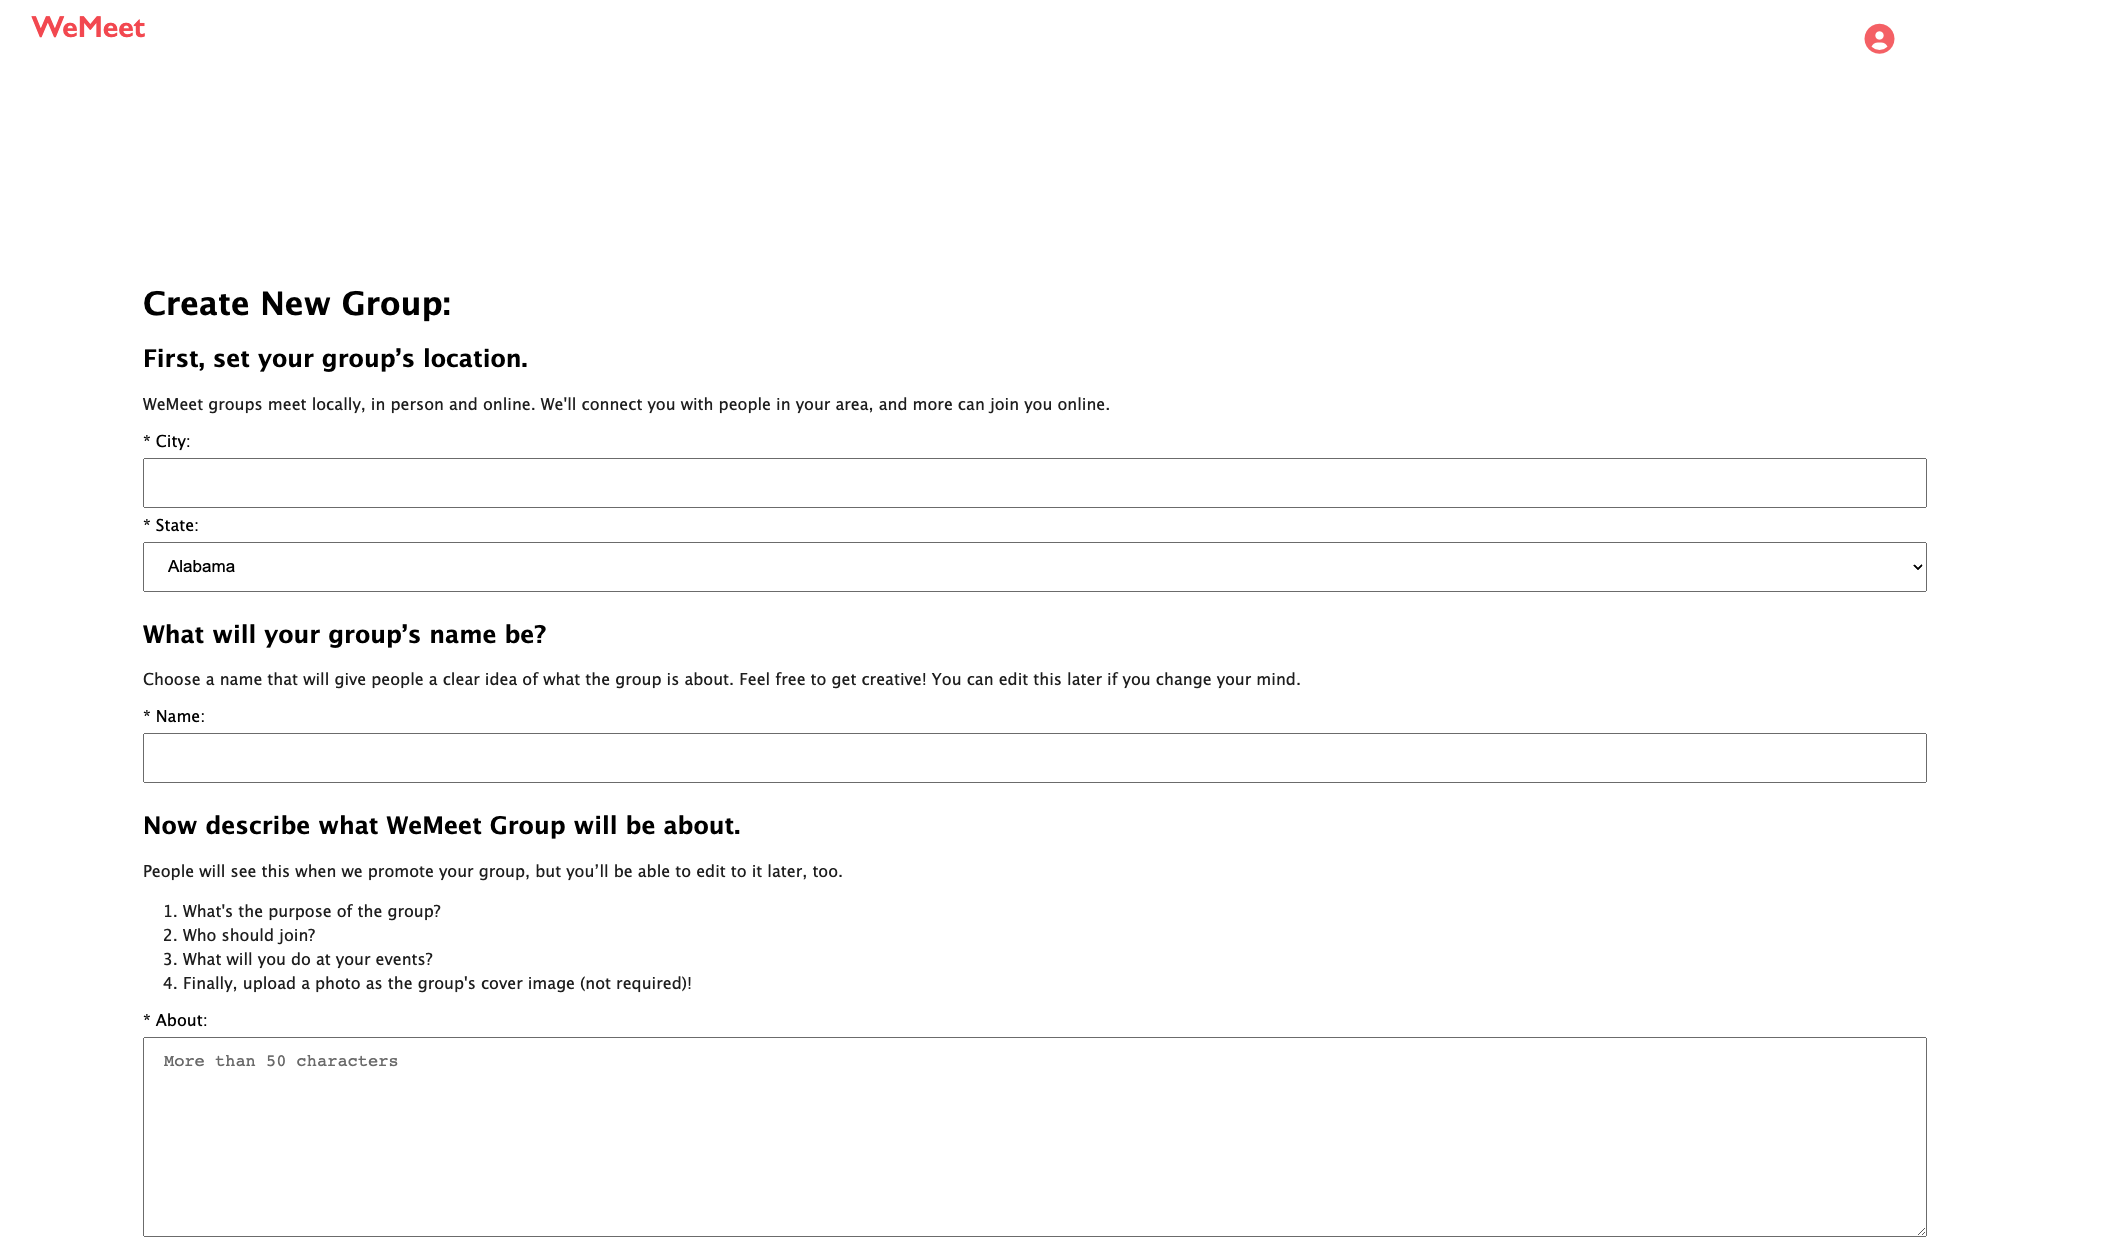 WeMeet
Create New Group:
First, set your group’s location.
WeMeet groups meet locally, in person and online. We'll connect you with people in your area, and more can join you online.
* City:
* State:
Alabama
What will your group’s name be?
Choose a name that will give people a clear idea of what the group is about. Feel free to get creative! You can edit this later if you change your mind.
* Name:
Now describe what WeMeet Group will be about.
People will see this when we promote your group, but you’ll be able to edit to it later, too.
1. What's the purpose of the group?
2. Who should join?
3. What will you do at your events?
4. Finally, upload a photo as the group's cover image (not required)!
* About:
More than 50 characters